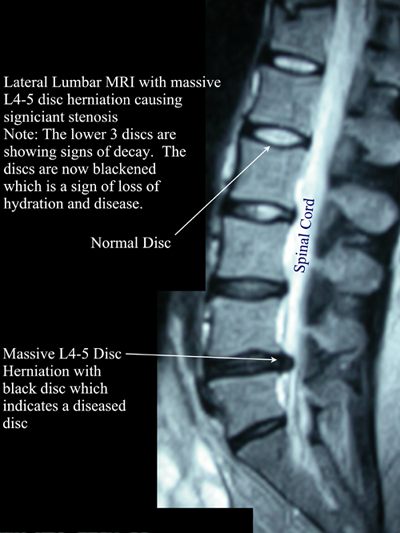 Lateral Lumbar MRI with massive
L4-5 disc herniation causing
signiciant stenosis
Note: The lower 3 discs are
showing signs of decay. The
discs are now blackened
which is a sign of loss of
hydration and disease.
Normal Disc
Spinal Cord
Massive L4-5 Disc
Herniation with
black disc which
indicates a diseased
disc